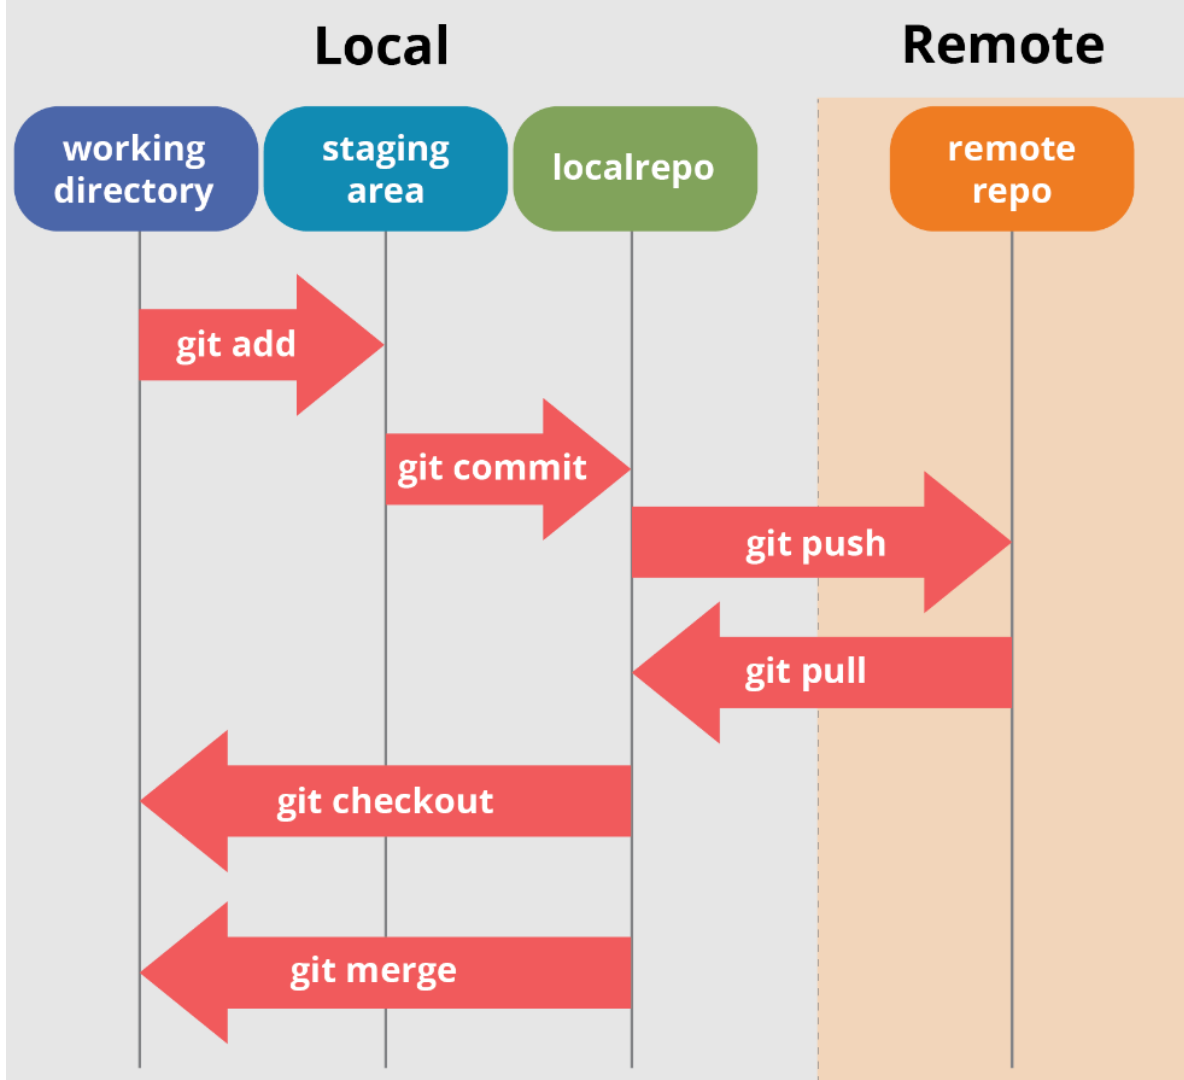 Local
Remote
working
directory
staging
area
localrepo
remote
repo
git add
git commit
git push
git pull
git checkout
git merge